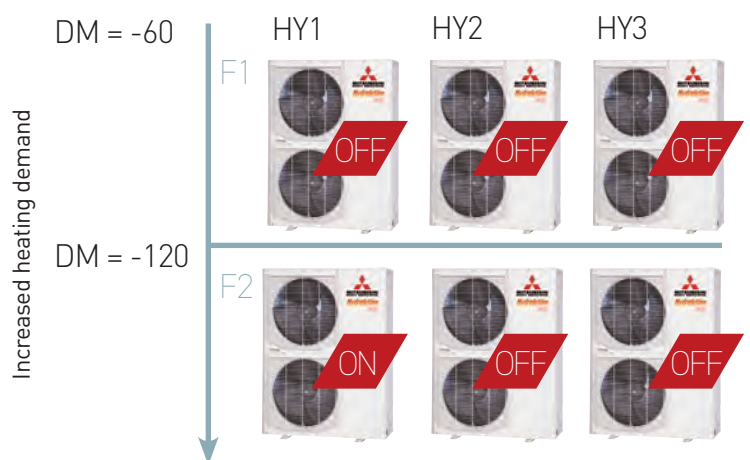 DM = -60
HY1
HY2
HY3
F1
OFF
OFF
OFF
Increased heating demand
DM = -120
F2
ON
OFF
OFF